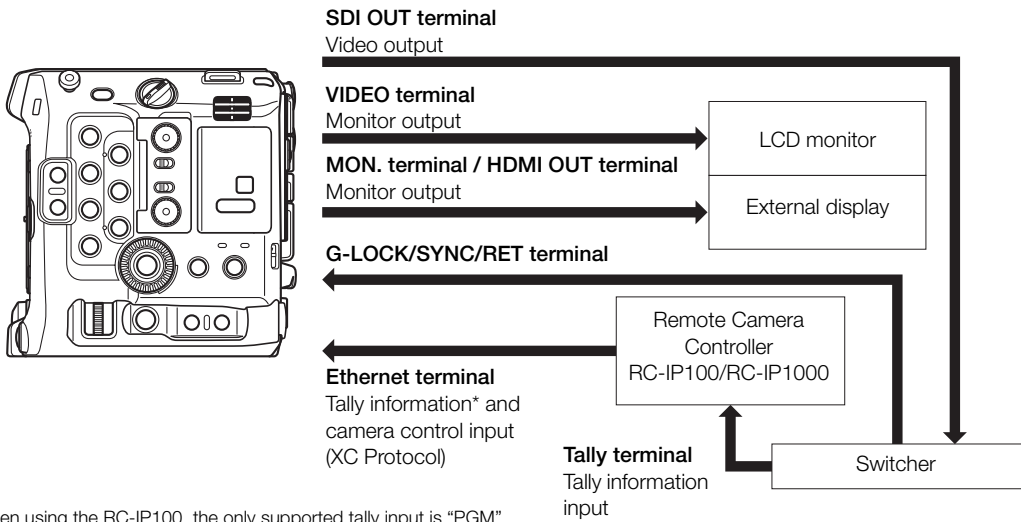 SDI OUT terminal
Video output
VIDEO terminal
Monitor output
LCD monitor
MON. terminal / HDMI OUT terminal
Monitor output
External display
G-LOCK/SYNC/RET terminal
Remote Camera
Controller
RC-IP100/RC-IP1000
Ethernet terminal
Tally information* and
camera control input
(XC Protocol)
Tally terminal
Tally information
input
Switcher
using the RC-IP100, the only supported tally input is “PGM”